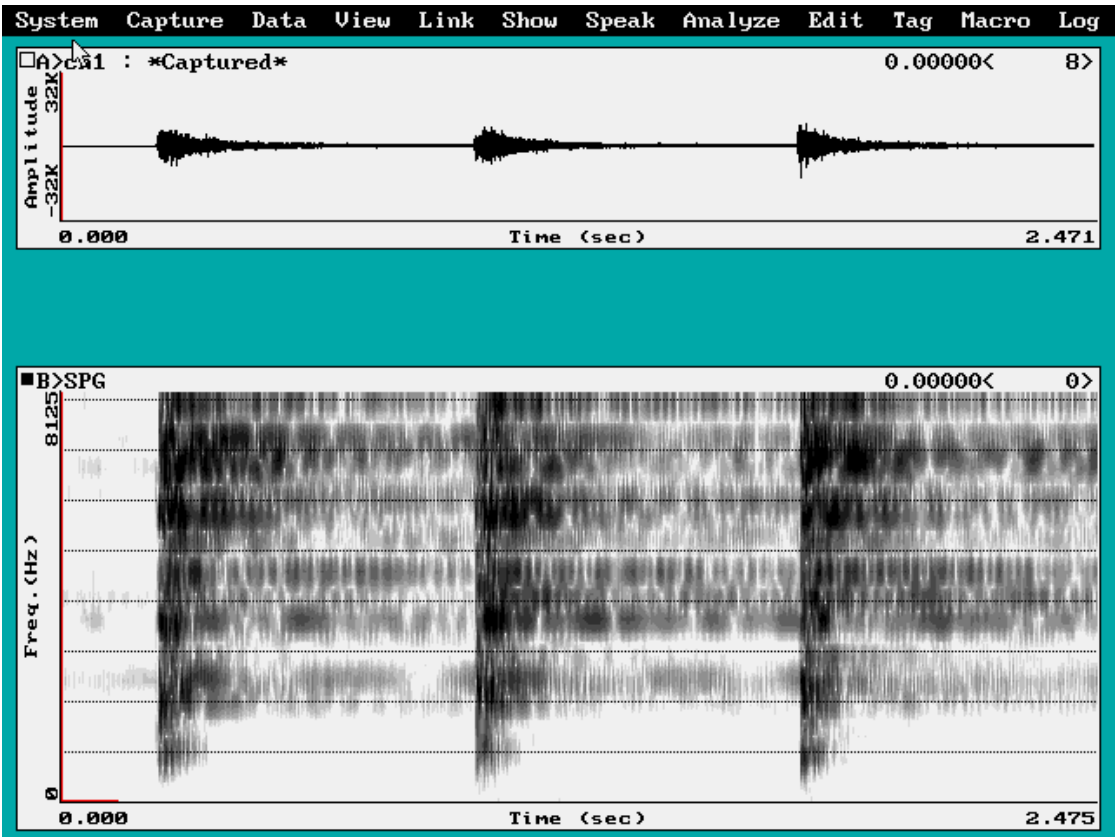 System Capture Data View Link Show Speak Analyze Edit Tag Macro Log
A> : *Captured* 0.00000< 8>
Amplitude
32K
-32K
0.000 Time (sec) 2.471
B>SPG 0.00000< 0>
8125
Freq.(Hz)
0
0.000 Time (sec) 2.475